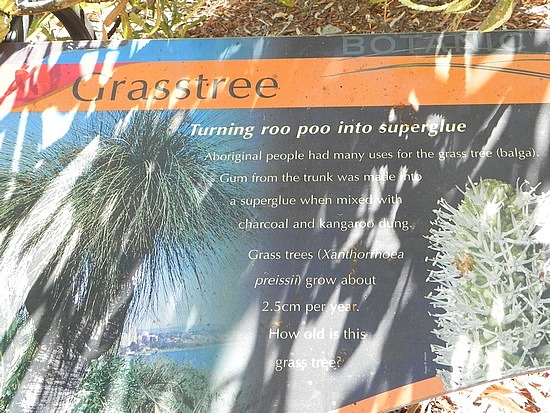 BOTANIC
Grasstree
Turning roo poo into superglue
Aboriginal people had many uses for the grass tree (balga).
Gum from the trunk was made into
a superglue when mixed with
charcoal and kangaroo dung.
Grass trees (Xanthorrhoea
preissii) grow about
2.5cm per year.
How old is this
grass tree?